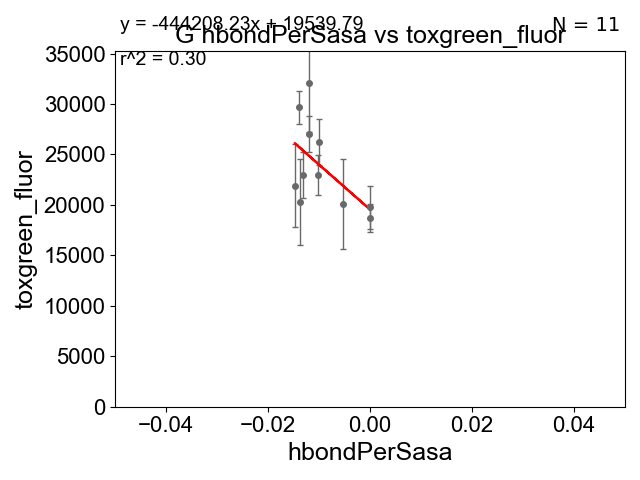 y = -444208.23x + 19539.79
N = 11
G hbondPerSasa vs toxgreen_fluor
r^2 = 0.30
35000
30000
25000
20000
15000
10000
5000
0
toxgreen_fluor
−0.04
−0.02
0.00
0.02
0.04
hbondPerSasa